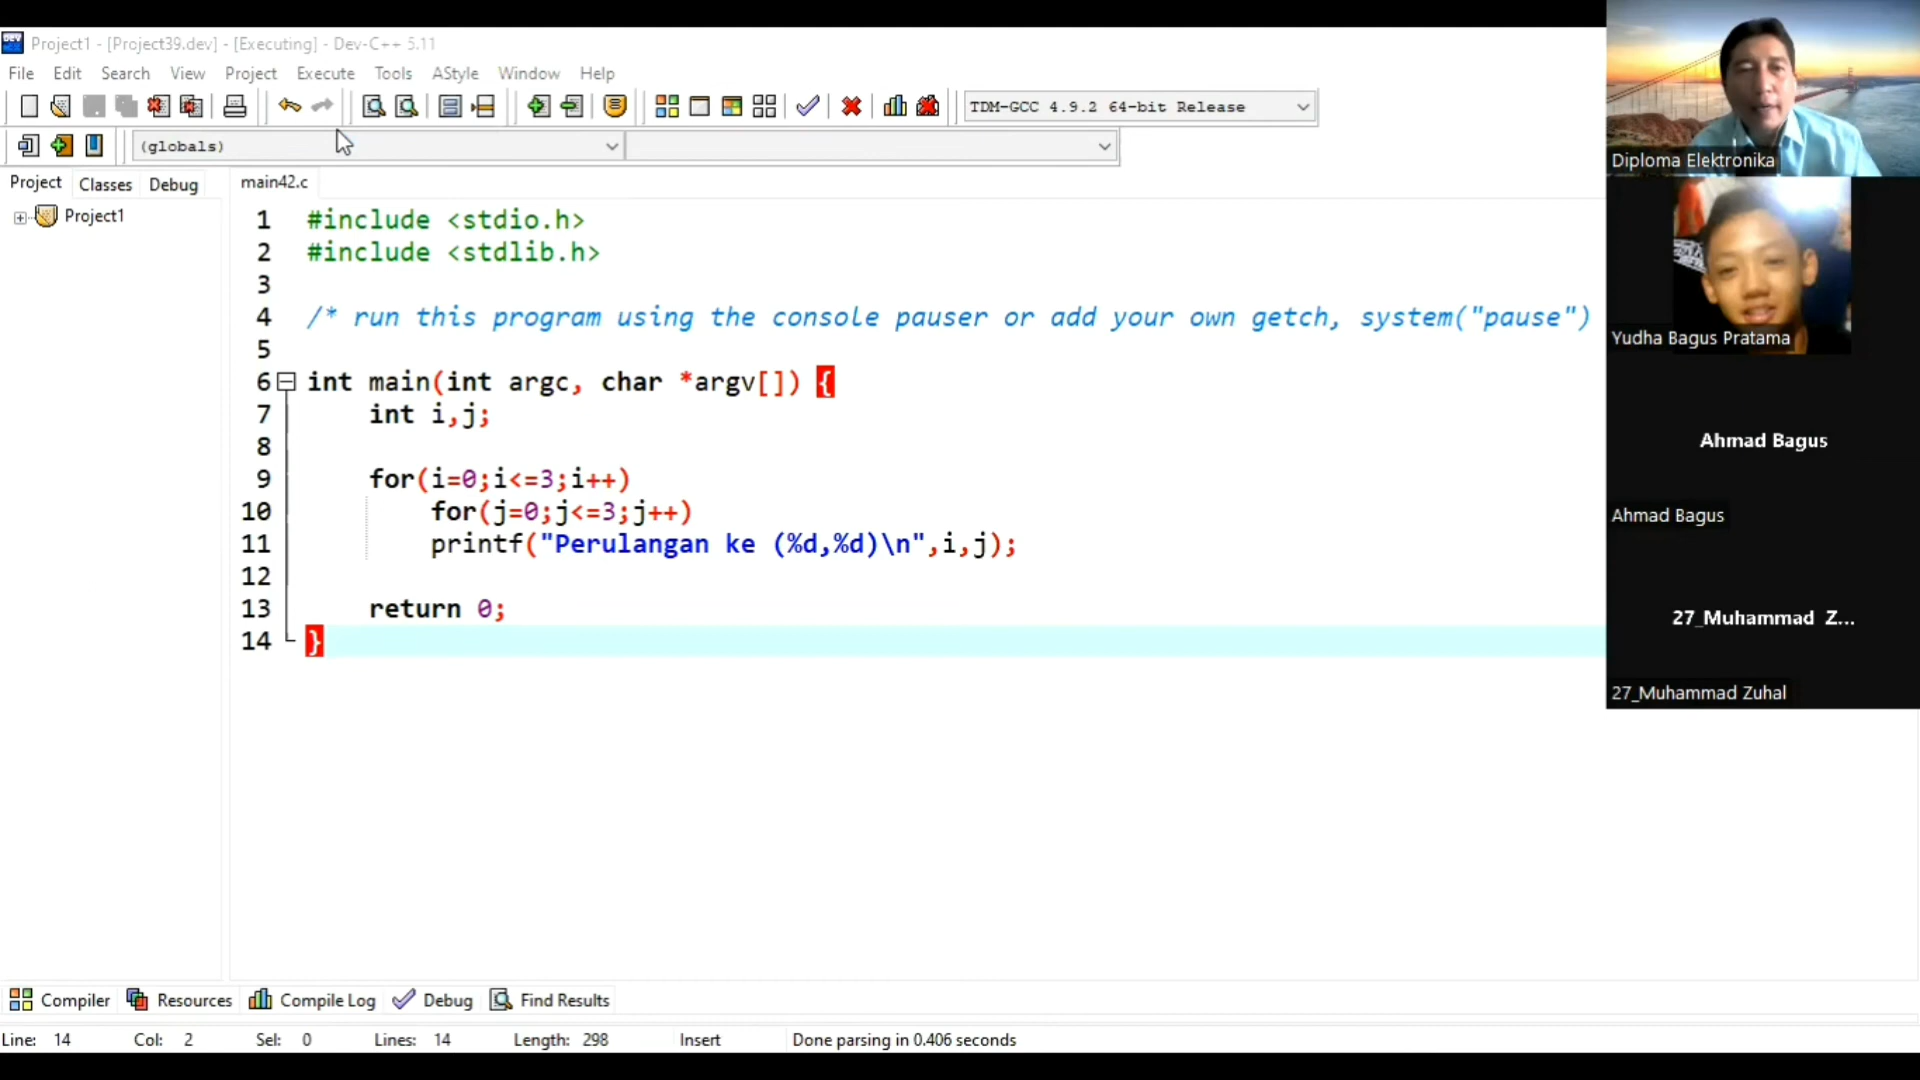 Project1 - [Project39.dev] - [Executing] - Dev-C++ 5.11
File Edit Search View Project Execute Tools AStyle Window Help
TDM-GCC 4.9.2 64-bit Release
(globals)
Project Classes Debug
main42.c
Project1
1 #include <stdio.h>
2 #include <stdlib.h>
3
4 /* run this program using the console pauser or add your own getch, system("pause")
5
6 int main(int argc, char *argv[]) {
7 int i,j;
8
9 for(i=0;i<=3;i++)
10 for(j=0;j<=3;j++)
11 printf("Perulangan ke (%d,%d)\n",i,j);
12
13 return 0;
14 }
Compiler Resources Compile Log Debug Find Results
Line: 14 Col: 2 Sel: 0 Lines: 14 Length: 298 Insert Done parsing in 0.406 seconds
Diploma Elektronika
Yudha Bagus Pratama
Ahmad Bagus
Ahmad Bagus
27_Muhammad Z...
27_Muhammad Zuhal